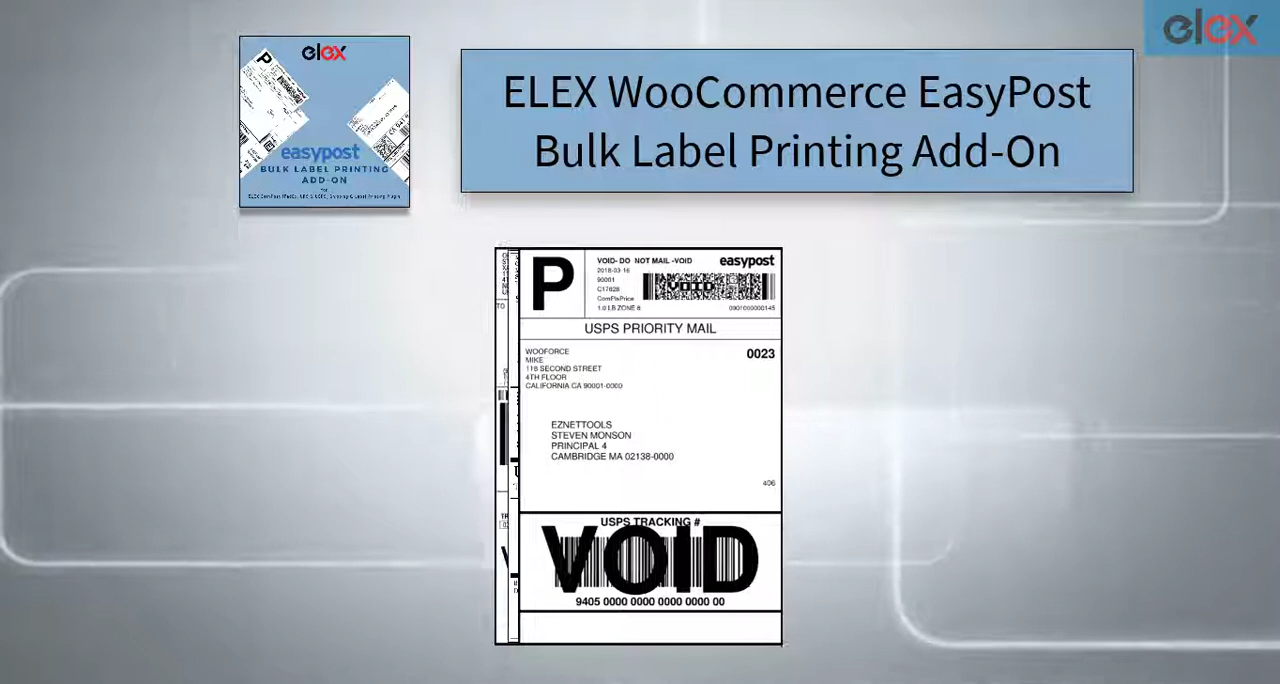 elex
elex
ELEX WooCommerce EasyPost
Bulk Label Printing Add-On
P
easypost
BULK LABEL PRINTING
ADD-ON
P
VOID- DO NOT MAIL -VOID
easypost
2018-03-16
90001
C17828
ComPlsPrice
1.0 LB ZONE 8
VOID
0901000000145
USPS PRIORITY MAIL
WOOFORCE
MIKE
118 SECOND STREET
4TH FLOOR
CALIFORNIA CA 90001-0000
0023
EZNETTOOLS
STEVEN MONSON
PRINCIPAL 4
CAMBRIDGE MA 02138-0000
406
TO
USPS TRACKING #
VOID
9405 0000 0000 0000 0000 00